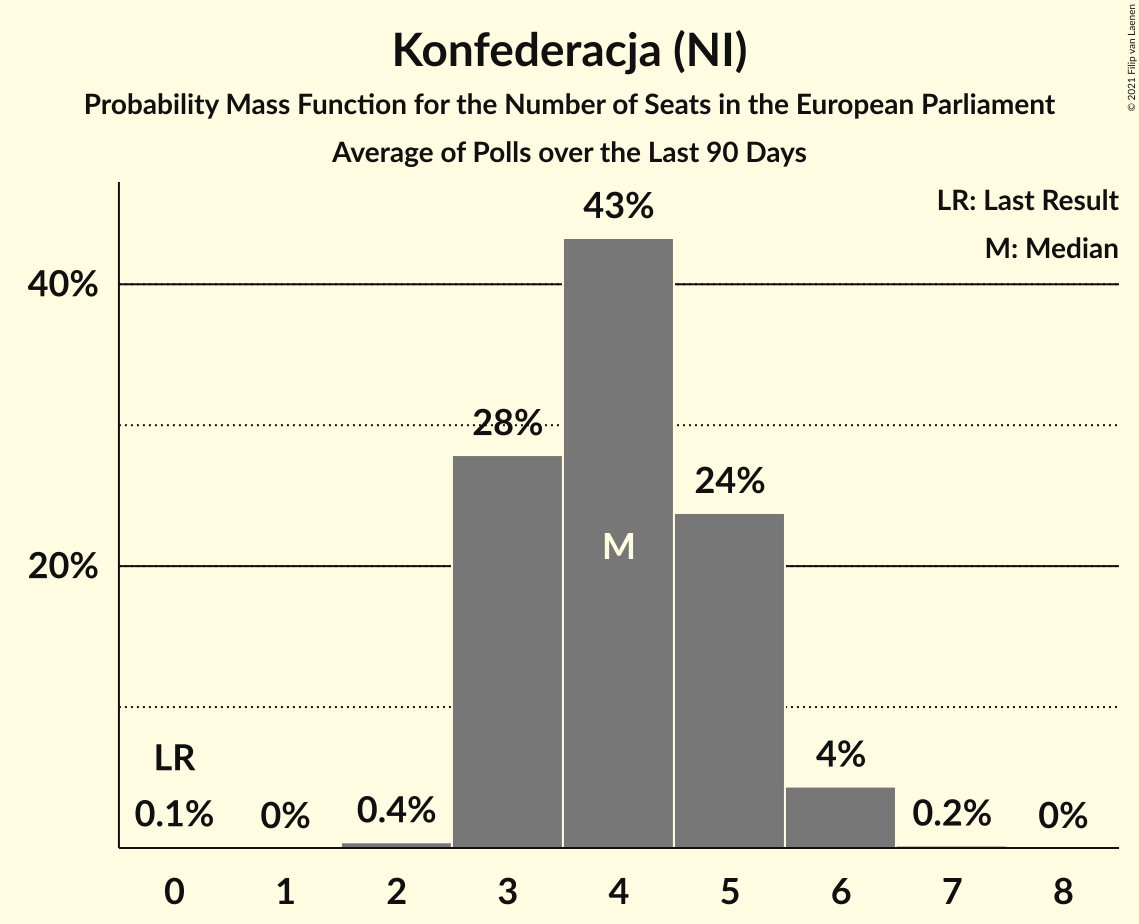 Konfederacja (NI)
Probability Mass Function for the Number of Seats in the European Parliament
Average of Polls over the Last 90 Days
© 2021 Filip van Laenen
LR: Last Result
M: Median
43%
40%
28%
24%
M
20%
LR
4%
0.1% 0% 0.4% 0.2% 0%
0 1 2 3 4 5 6 7 8